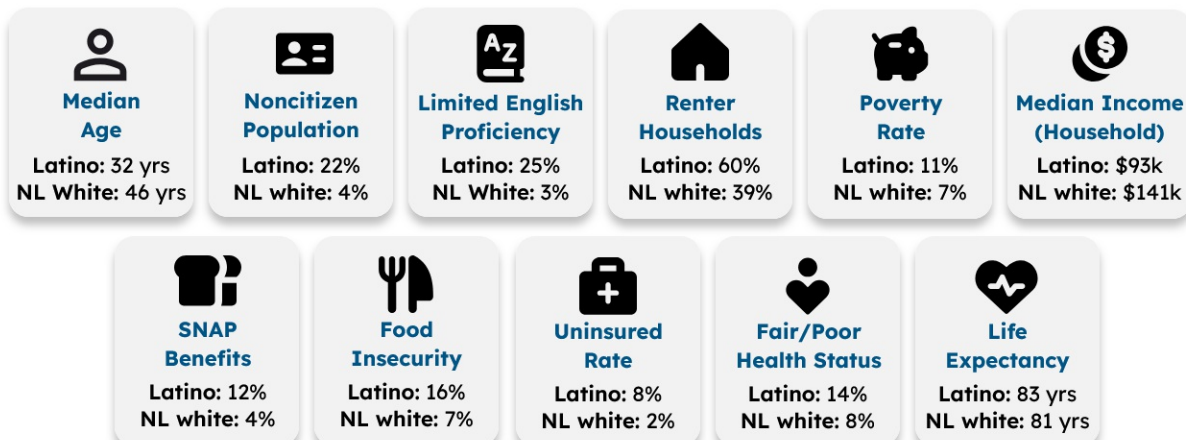 AZ
Median
Age
Latino: 32 yrs
NL White: 46 yrs
Noncitizen
Population
Latino: 22%
NL white: 4%
Limited English
Proficiency
Latino: 25%
NL White: 3%
Renter
Households
Latino: 60%
NL white: 39%
Poverty
Rate
Latino: 11%
NL white: 7%
$
Median Income
(Household)
Latino: $93k
NL white: $141k
SNAP
Benefits
Latino: 12%
NL white: 4%
Food
Insecurity
Latino: 16%
NL white: 7%
Uninsured
Rate
Latino: 8%
NL white: 2%
Fair/Poor
Health Status
Latino: 14%
NL white: 8%
Life
Expectancy
Latino: 83 yrs
NL white: 81 yrs